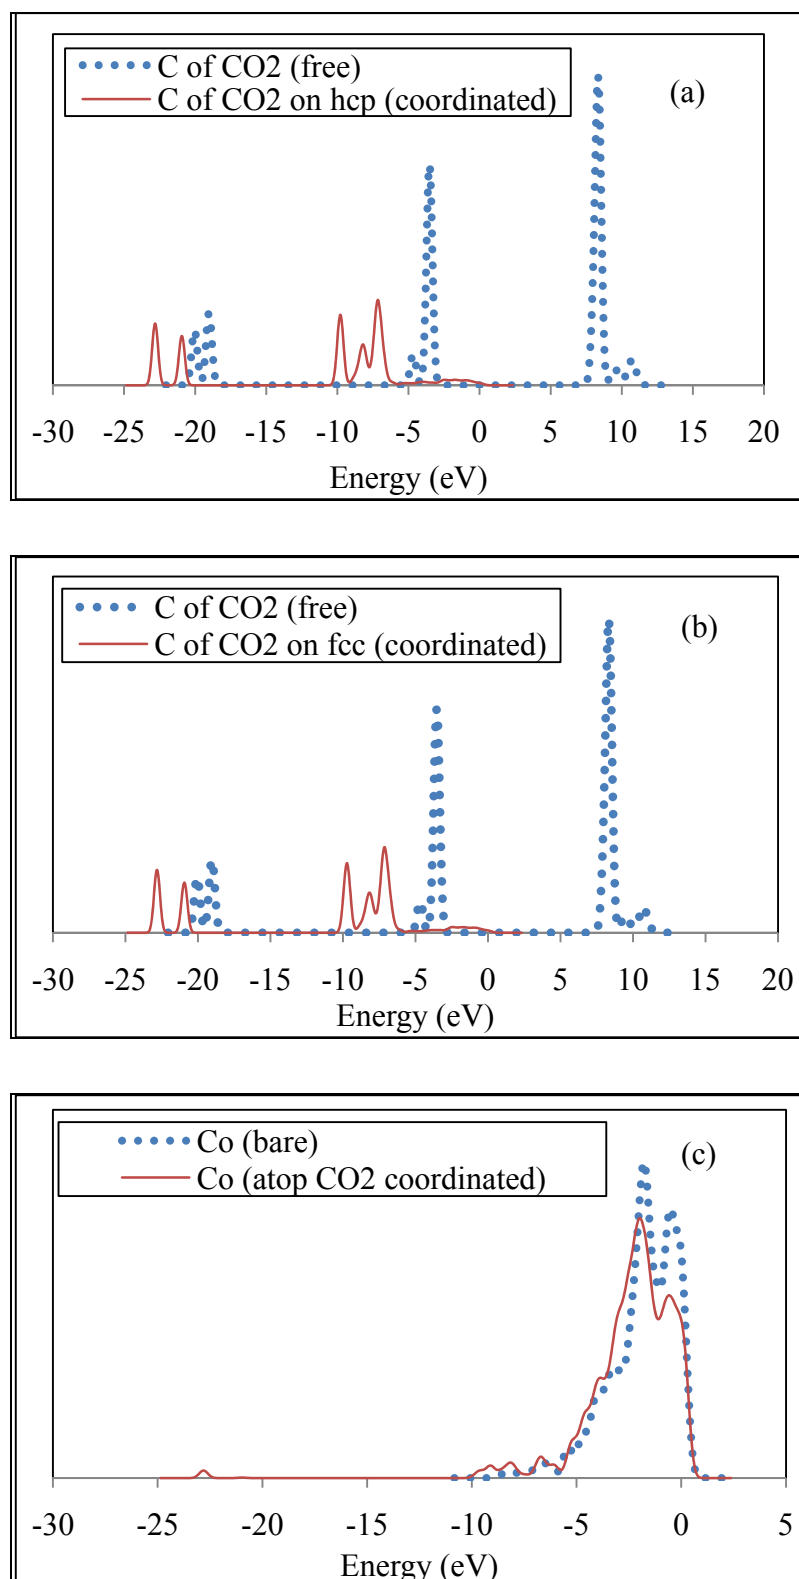 C of CO2 (free)
C of CO2 on hcp (coordinated)
(a)
-30 -25 -20 -15 -10 -5 0 5 10 15 20
Energy (eV)
C of CO2 (free)
C of CO2 on fcc (coordinated)
(b)
-30 -25 -20 -15 -10 -5 0 5 10 15 20
Energy (eV)
Co (bare)
Co (atop CO2 coordinated)
(c)
-30 -25 -20 -15 -10 -5 0 5
Energy (eV)